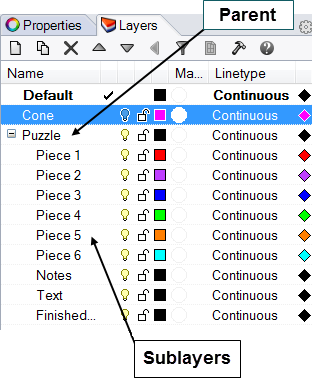 Parent
Properties Layers
Name Ma... Linetype
Default Continuous
Cone Continuous
Puzzle Continuous
Piece 1 Continuous
Piece 2 Continuous
Piece 3 Continuous
Piece 4 Continuous
Piece 5 Continuous
Piece 6 Continuous
Notes Continuous
Text Continuous
Finished... Continuous
Sublayers